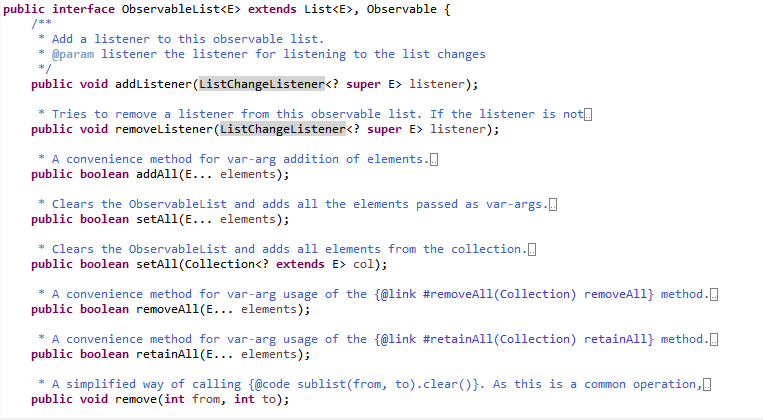 public interface ObservableList<E> extends List<E>, Observable {
/**
* Add a listener to this observable list.
* @param listener the listener for listening to the list changes
*/
public void addListener(ListChangeListener<? super E> listener);
* Tries to remove a listener from this observable list. If the listener is not
public void removeListener(ListChangeListener<? super E> listener);
* A convenience method for var-arg addition of elements.
public boolean addAll(E... elements);
* Clears the ObservableList and adds all the elements passed as var-args.
public boolean setAll(E... elements);
* Clears the ObservableList and adds all elements from the collection.
public boolean setAll(Collection<? extends E> col);
* A convenience method for var-arg usage of the {@link #removeAll(Collection) removeAll} method.
public boolean removeAll(E... elements);
* A convenience method for var-arg usage of the {@link #retainAll(Collection) retainAll} method.
public boolean retainAll(E... elements);
* A simplified way of calling {@code sublist(from, to).clear()}. As this is a common operation,
public void remove(int from, int to);